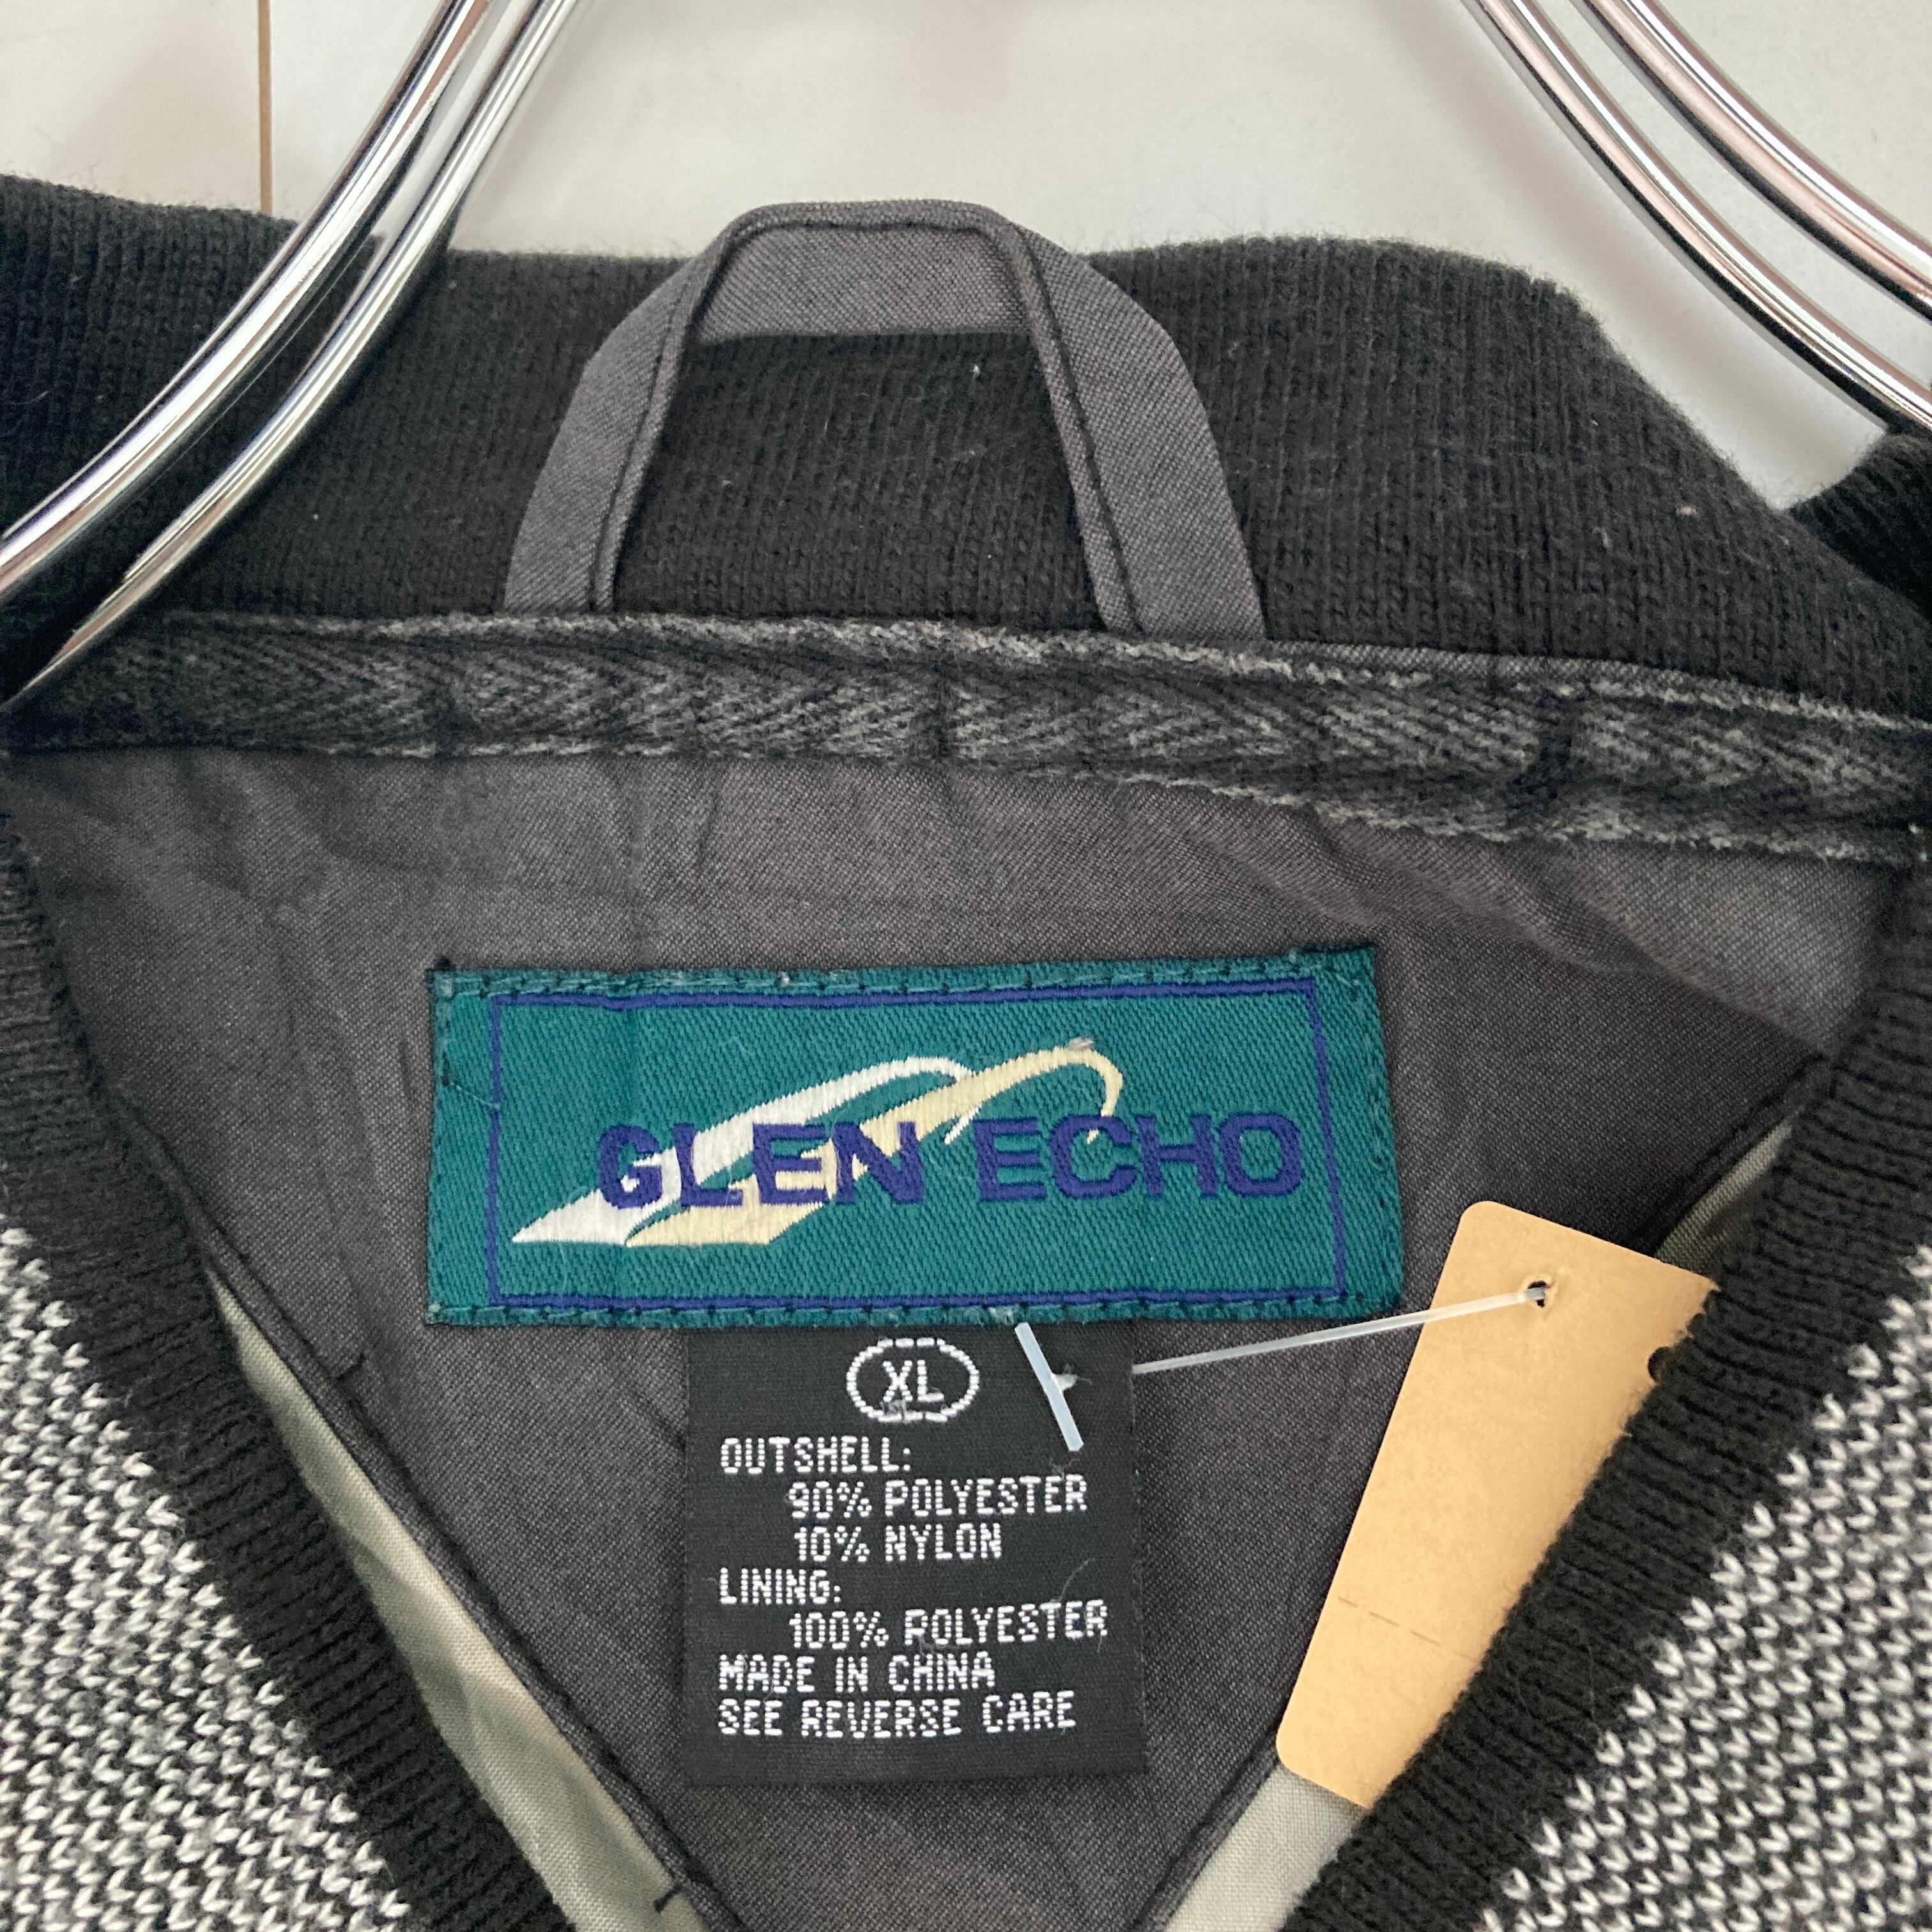 GLEN ECHO
XL
OUTSHELL:
90% POLYESTER
10% NYLON
LINING:
100% POLYESTER
MADE IN CHINA
SEE REVERSE CARE